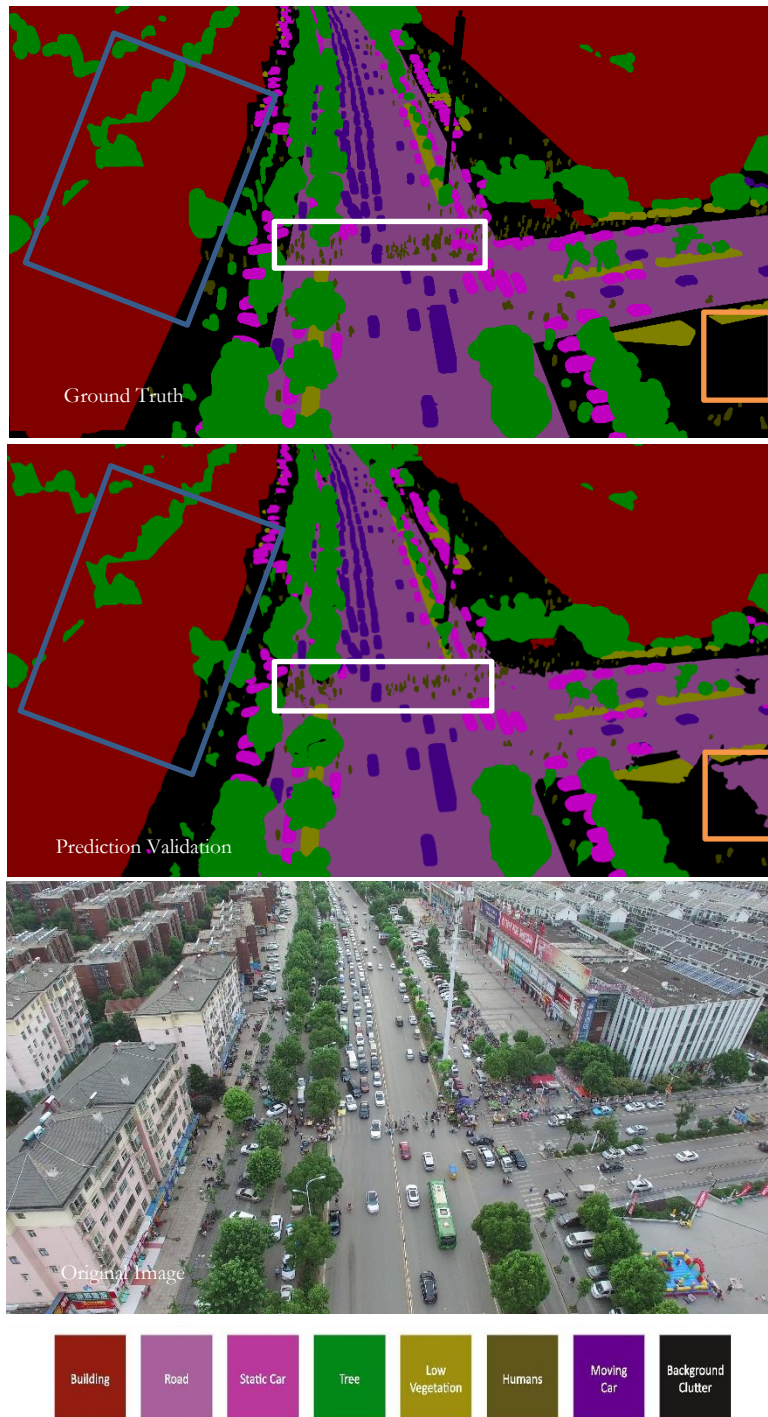 Ground Truth
Prediction Validation
Original Image
Building
Road
Static Car
Tree
Low
Vegetation
Humans
Moving
Car
Background
Clutter